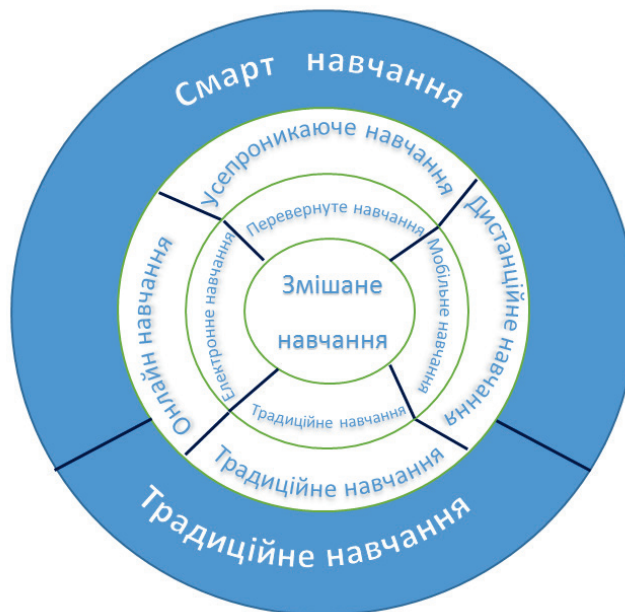 Смарт навчання
Усепроникаюче навчання
Перевернуте навчання
Онлайн навчання
Електронне навчання
Змішане
навчання
Мобільне навчання
Дистанційне навчання
Традиційне навчання
Традиційне навчання
Традиційне навчання